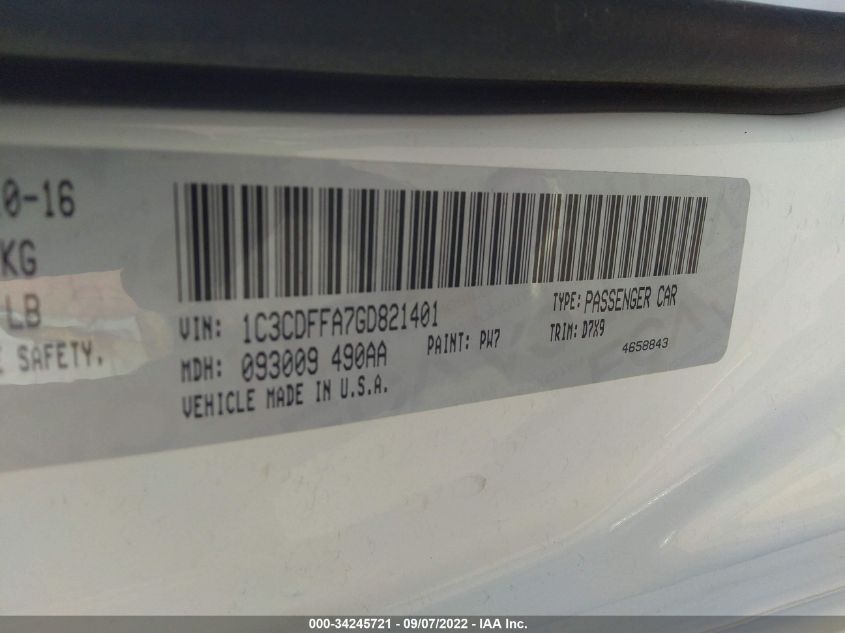 10-16
KG
LB
E SAFETY.
VIN: 1C3CDFFA7GD821401
TYPE: PASSENGER CAR
MDH: 093009 490AA
PAINT: PW7
TRIM: D7X9
VEHICLE MADE IN U.S.A.
4658843
000-34245721 - 09/07/2022 - IAA Inc.